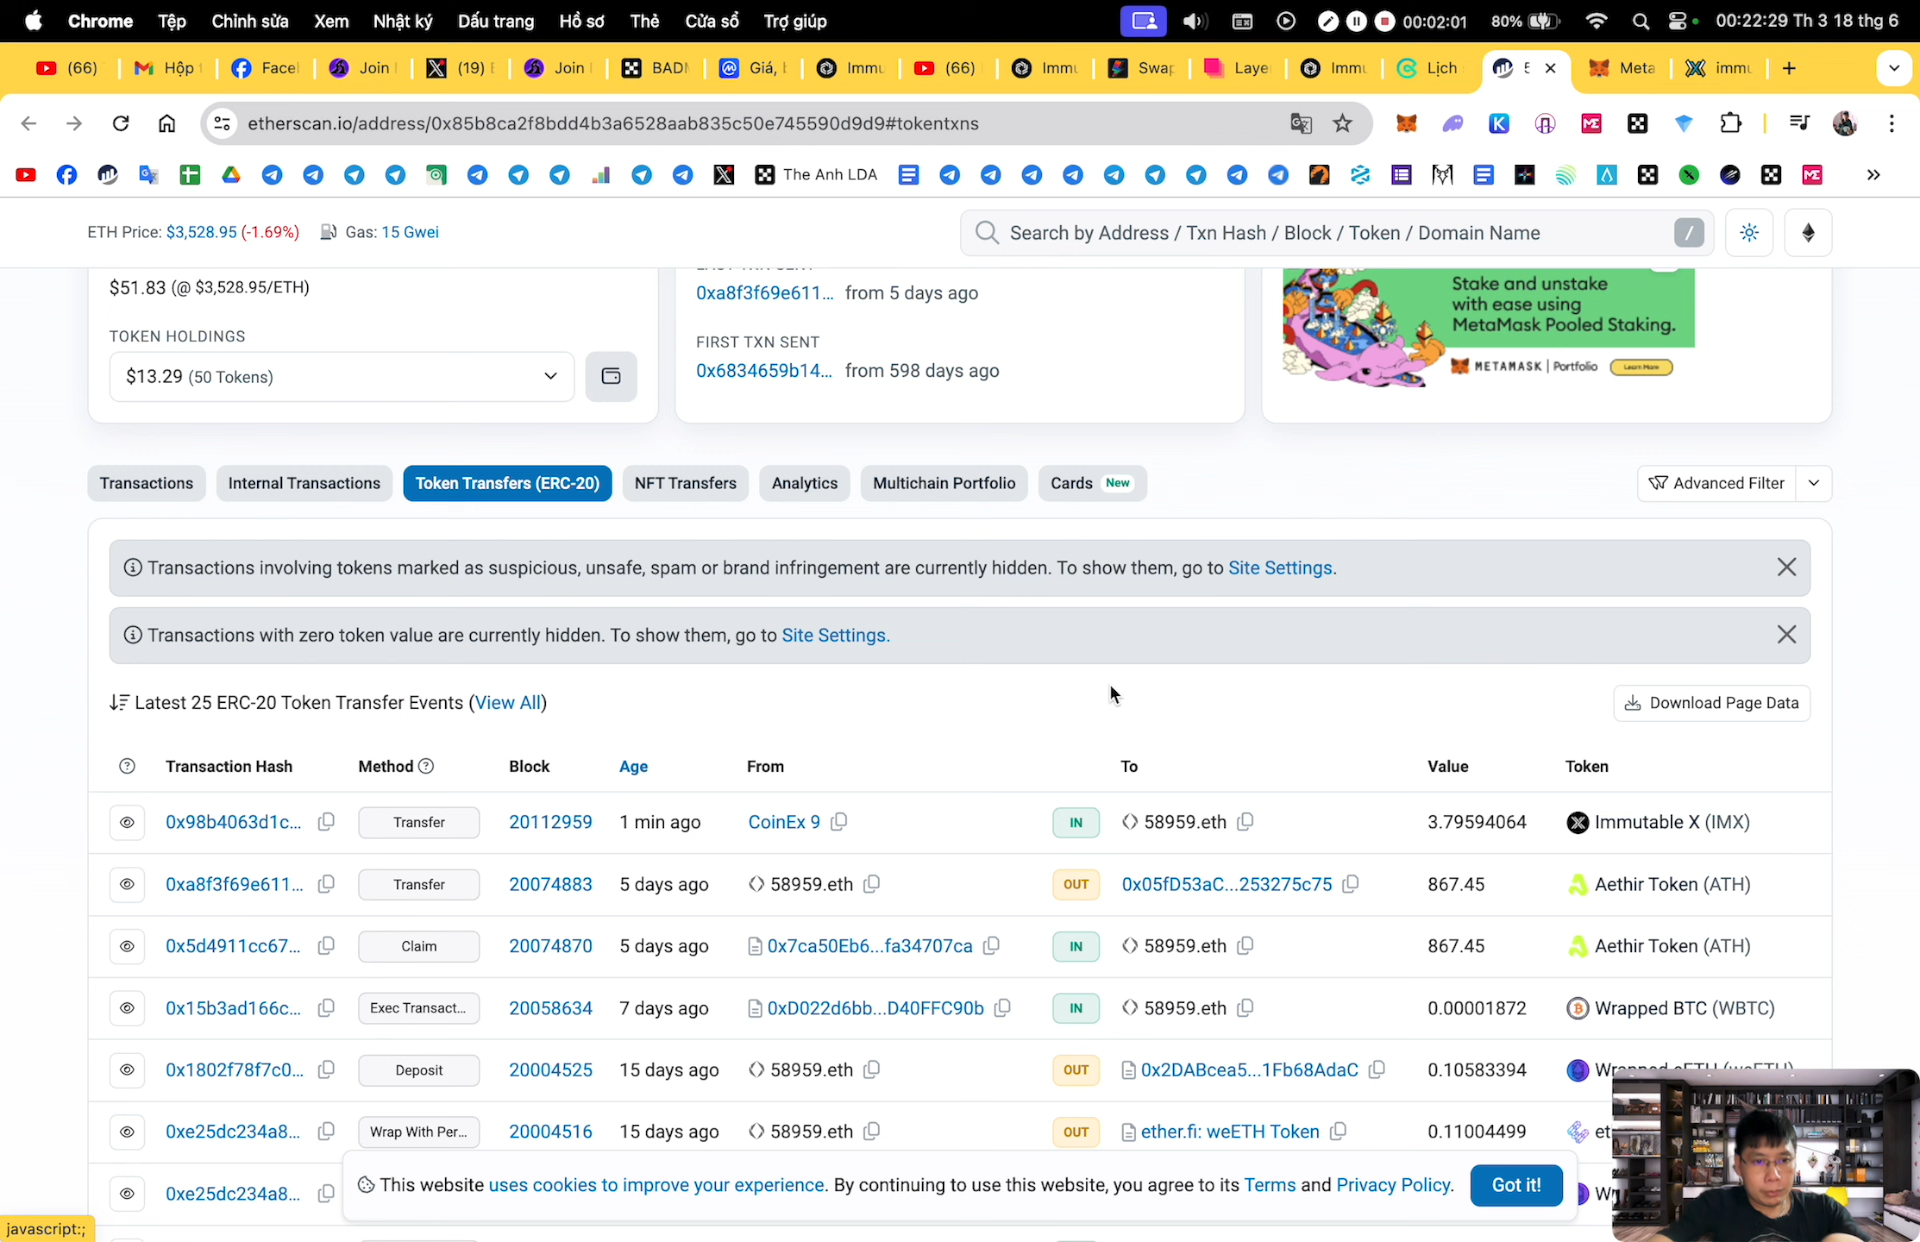 Chrome Tệp Chỉnh sửa Xem Nhật ký Dấu trang Hồ sơ Thẻ Cửa sổ Trợ giúp 00:02:01 80% 00:22:29 Th 3 18 thg 6
(66) Hộp Face Join (19) Join BADM Giá, Immu (66) Immu Swap Laye Immu Lịch Meta immu
etherscan.io/address/0x85b8ca2f8bdd4b3a6528aab835c50e745590d9d9#tokentxns
The Anh LDA
ETH Price: $3,528.95 (-1.69%) Gas: 15 Gwei
Search by Address / Txn Hash / Block / Token / Domain Name /
$51.83 (@ $3,528.95/ETH)
TOKEN HOLDINGS
$13.29 (50 Tokens)
LAST TXN SENT
0xa8f3f69e611... from 5 days ago
FIRST TXN SENT
0x6834659b14... from 598 days ago
Stake and unstake
with ease using
MetaMask Pooled Staking.
METAMASK | Portfolio Learn More
Transactions Internal Transactions Token Transfers (ERC-20) NFT Transfers Analytics Multichain Portfolio Cards New Advanced Filter
Transactions involving tokens marked as suspicious, unsafe, spam or brand infringement are currently hidden. To show them, go to Site Settings.
Transactions with zero token value are currently hidden. To show them, go to Site Settings.
Latest 25 ERC-20 Token Transfer Events (View All) Download Page Data
Transaction Hash Method Block Age From To Value Token
0x98b4063d1c... Transfer 20112959 1 min ago CoinEx 9 IN 58959.eth 3.79594064 Immutable X (IMX)
0xa8f3f69e611... Transfer 20074883 5 days ago 58959.eth OUT 0x05fD53aC...253275c75 867.45 Aethir Token (ATH)
0x5d4911cc67... Claim 20074870 5 days ago 0x7ca50Eb6...fa34707ca IN 58959.eth 867.45 Aethir Token (ATH)
0x15b3ad166c... Exec Transact... 20058634 7 days ago 0xD022d6bb...D40FFC90b IN 58959.eth 0.00001872 Wrapped BTC (WBTC)
0x1802f78f7c0... Deposit 20004525 15 days ago 58959.eth OUT 0x2DABcea5...1Fb68AdaC 0.10583394 Wrapped eETH (weETH)
0xe25dc234a8... Wrap With Per... 20004516 15 days ago 58959.eth OUT ether.fi: weETH Token 0.11004499 et
0xe25dc234a8... W
This website uses cookies to improve your experience. By continuing to use this website, you agree to its Terms and Privacy Policy. Got it!
javascript:;